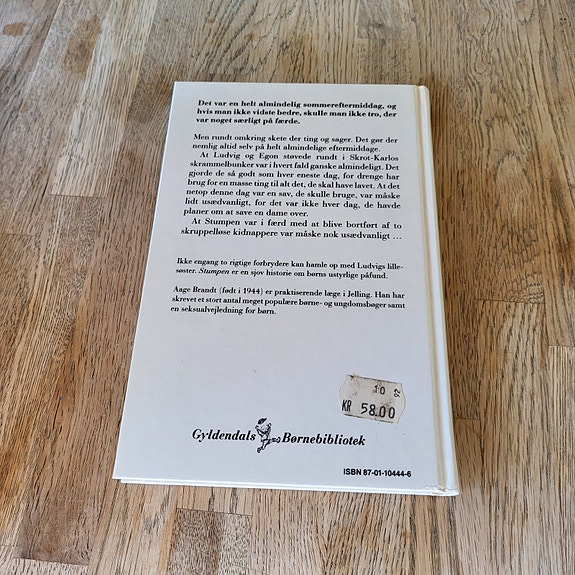 Det var en helt almindelig sommereftermiddag, og
hvis man ikke vidste bedre, skulle man ikke tro, der
var noget særligt på færde.
Men rundt omkring skete der ting og sager. Det gør der
nemlig altid selv på helt almindelige eftermiddage.
At Ludvig og Egon støvede rundt i Skrot-Karlos
skrammelbunker var i hvert fald ganske almindeligt. Det
gjorde de så godt som hver eneste dag, for drenge har
brug for en masse ting til alt det, de skal have lavet. At det
netop denne dag var en sav, de skulle bruge, var måske
lidt usædvanligt, for det var ikke hver dag, de havde
planer om at save en dame over.
At Stumpen var i færd med at blive bortført af to
skruppelløse kidnappere var måske nok usædvanligt ...
Ikke engang to rigtige forbrydere kan hamle op med Ludvigs lille-
søster. Stumpen er en sjov historie om børns ustyrlige påfund.
Aage Brandt (født i 1944) er praktiserende læge i Jelling. Han har
skrevet et stort antal meget populære børne- og ungdomsbøger samt
en seksualvejledning for børn.
10 92
KR 58.00
Gyldendals Børnebibliotek
ISBN 87-01-10444-6